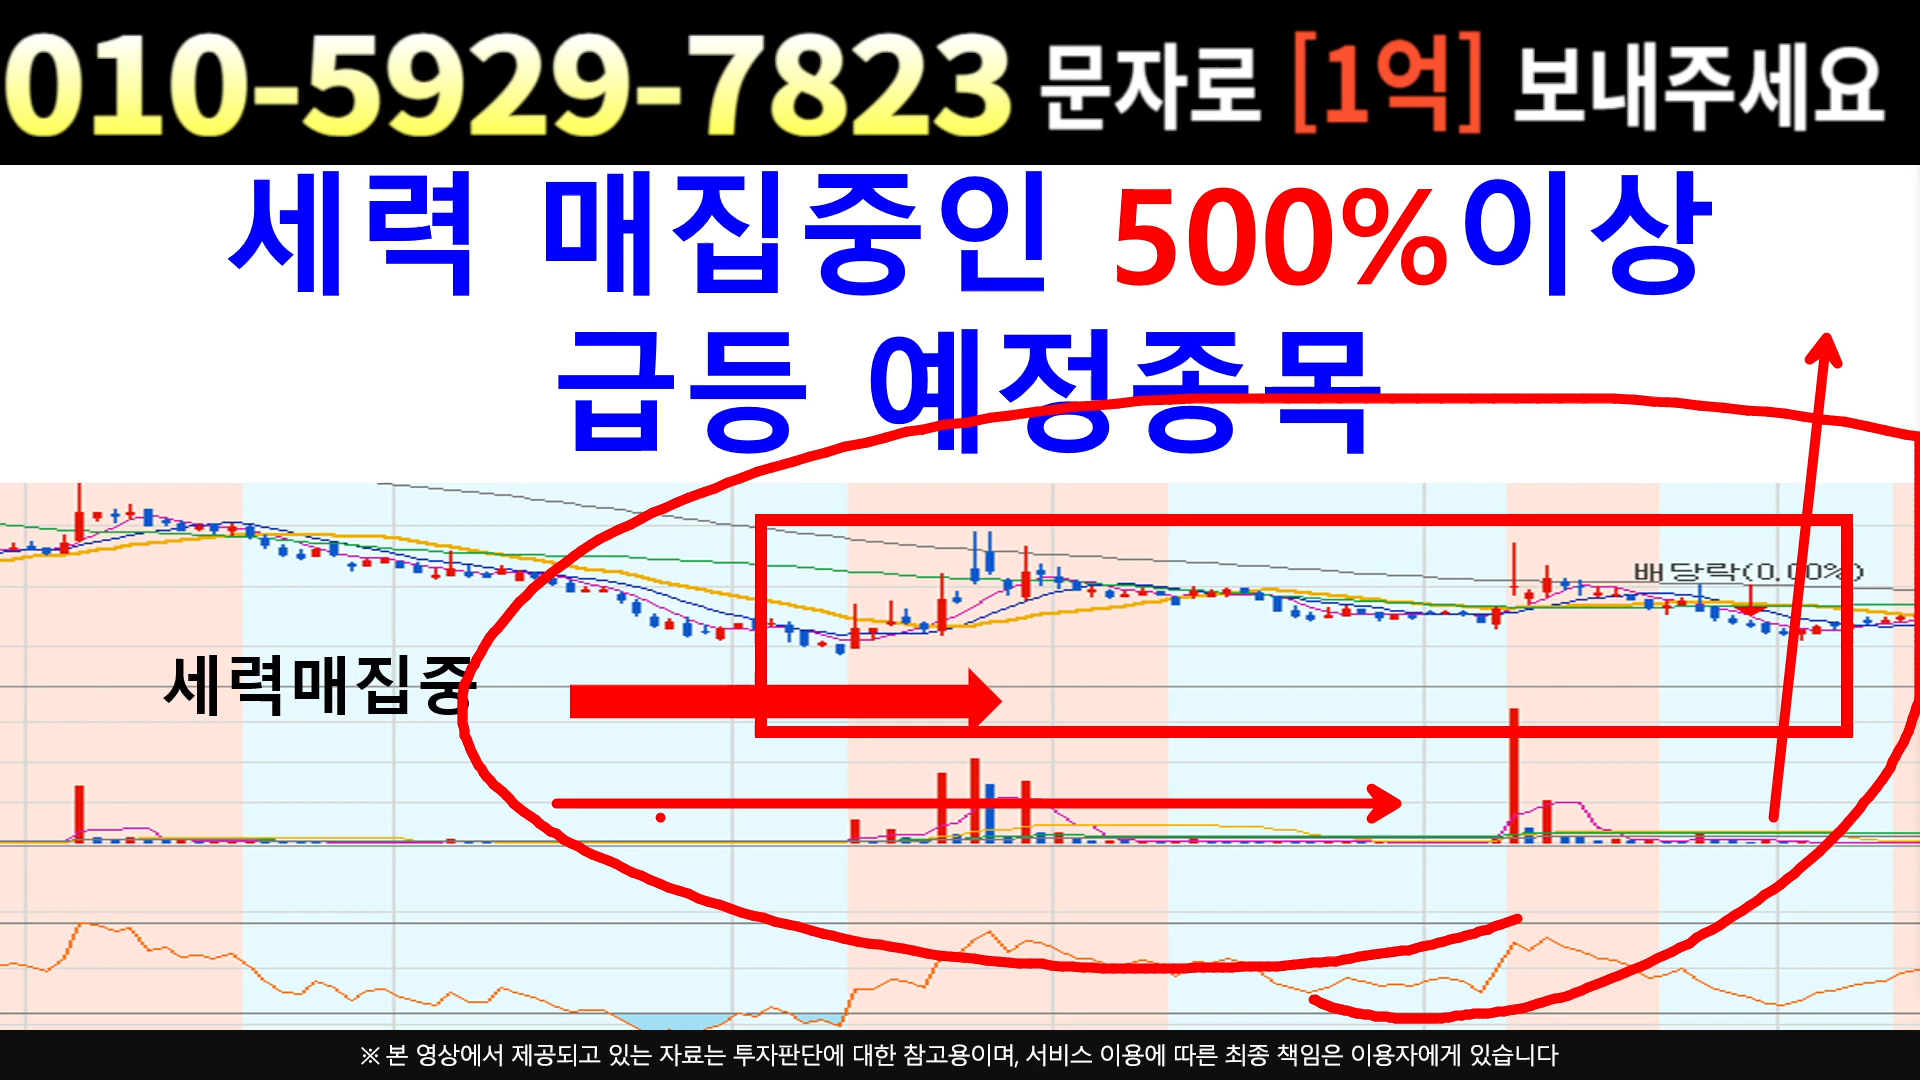 010-5929-7823 문자로 [1억] 보내주세요
세력 매집중인 500%이상
급등 예정종목
배당락(0.00%)
세력매집중
※ 본 영상에서 제공되고 있는 자료는 투자판단에 대한 참고용이며, 서비스 이용에 따른 최종 책임은 이용자에게 있습니다